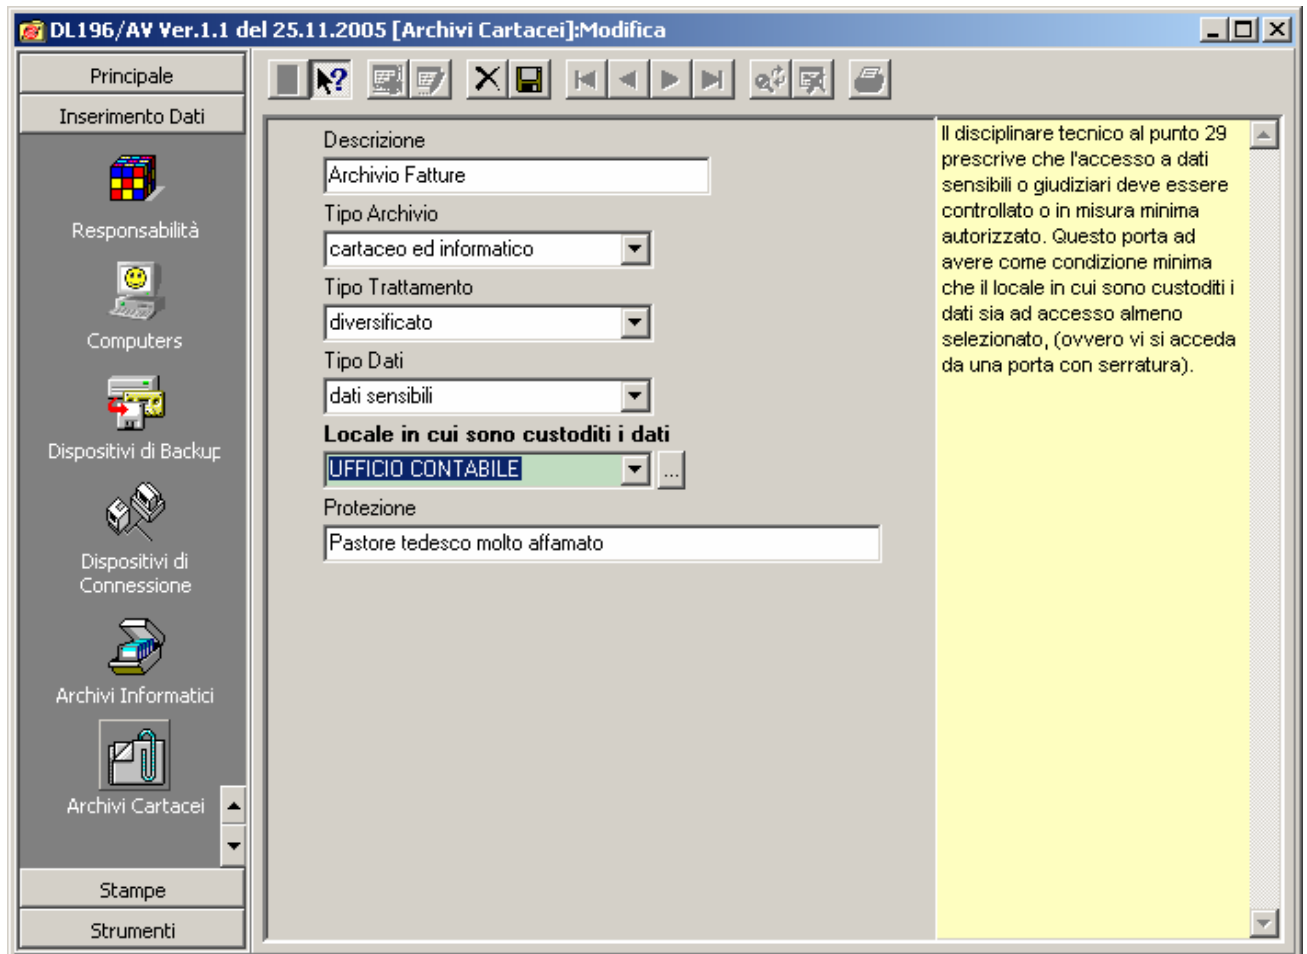 DL196/AV Ver.1.1 del 25.11.2005 [Archivi Cartacei]:Modifica
Principale
Inserimento Dati
Responsabilità
Computers
Dispositivi di Backup
Dispositivi di
Connessione
Archivi Informatici
Archivi Cartacei
Stampe
Strumenti
Descrizione
Archivio Fatture
Tipo Archivio
cartaceo ed informatico
Tipo Trattamento
diversificato
Tipo Dati
dati sensibili
Locale in cui sono custoditi i dati
UFFICIO CONTABILE
...
Protezione
Pastore tedesco molto affamato
Il disciplinare tecnico al punto 29
prescrive che l'accesso a dati
sensibili o giudiziari deve essere
controllato o in misura minima
autorizzato. Questo porta ad
avere come condizione minima
che il locale in cui sono custoditi i
dati sia ad accesso almeno
selezionato, (ovvero vi si acceda
da una porta con serratura).